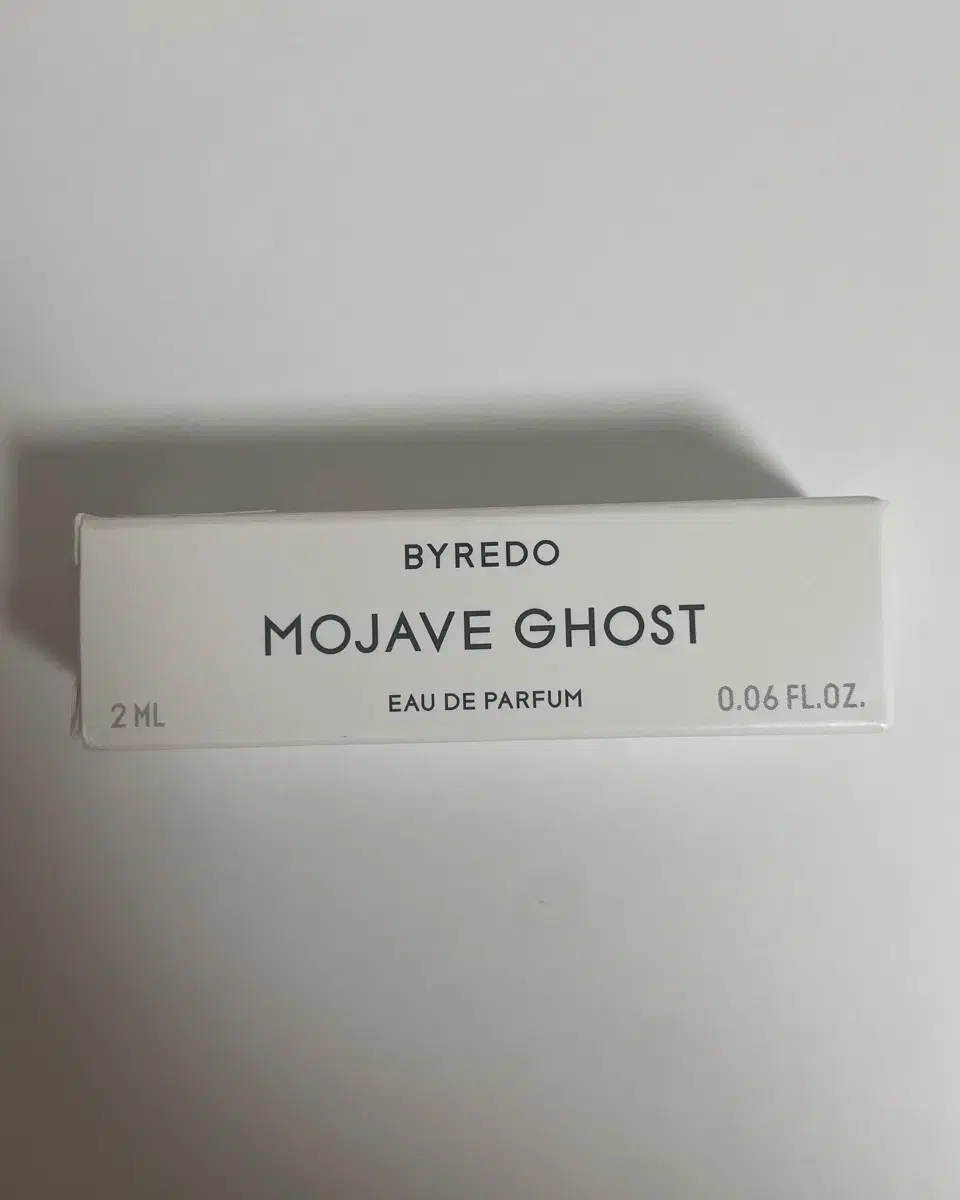 BYREDO
MOJAVE GHOST
EAU DE PARFUM
2 ML
0.06 FL.OZ.